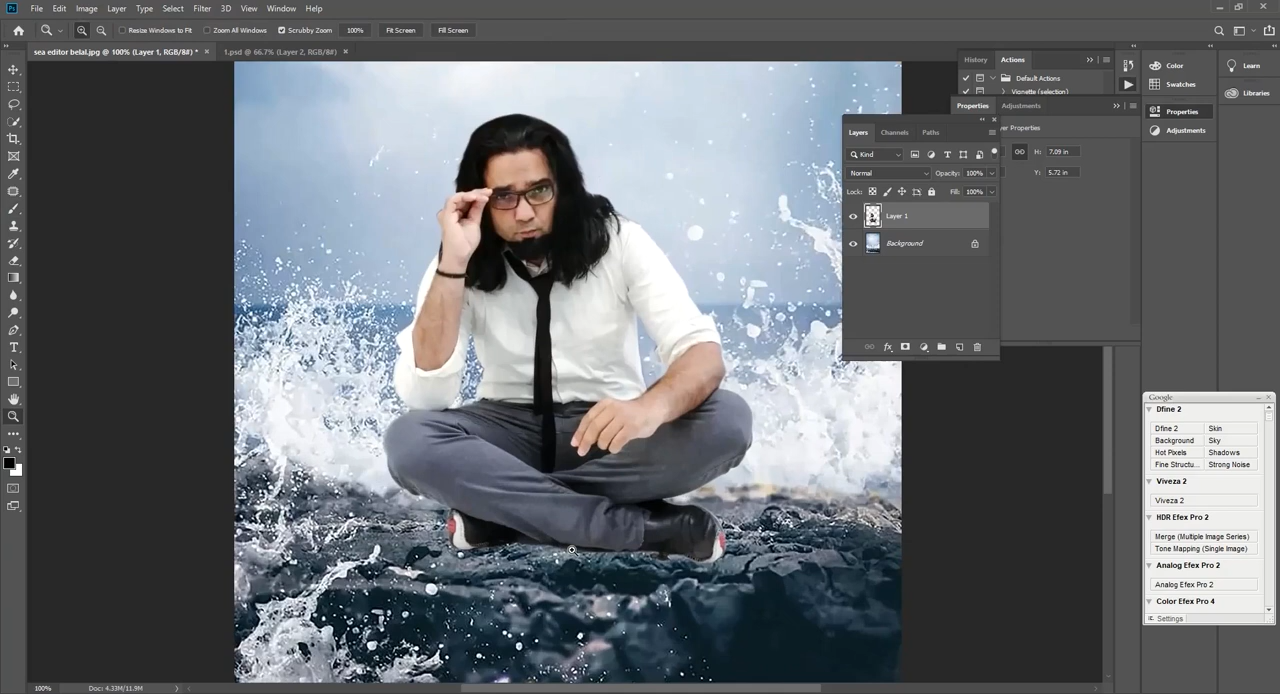 Ps File Edit Image Layer Type Select Filter 3D View Window Help
Resize Windows to Fit Zoom All Windows Scrubby Zoom 100% Fit Screen Fill Screen
sea editor belal.jpg @ 100% (Layer 1, RGB/8#) * × 1.psd @ 66.7% (Layer 2, RGB/8#) ×
History Actions
Default Actions
Vignette (selection)
Properties Adjustments
yer Properties
H: 7.09 in
Y: 5.72 in
Layers Channels Paths
Kind
Normal Opacity: 100%
Lock: Fill: 100%
Layer 1
Background
Color
Swatches
Properties
Adjustments
Learn
Libraries
Google
Dfine 2
Dfine 2 Skin
Background Sky
Hot Pixels Shadows
Fine Structu... Strong Noise
Viveza 2
Viveza 2
HDR Efex Pro 2
Merge (Multiple Image Series)
Tone Mapping (Single Image)
Analog Efex Pro 2
Analog Efex Pro 2
Color Efex Pro 4
Settings
100% Doc: 4.33M/11.9M